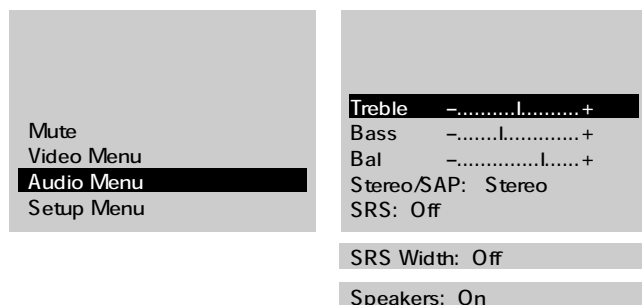 Mute
Video Menu
Audio Menu
Setup Menu
Treble –..........I..........+
Bass –.......I.............+
Bal –..............I......+
Stereo/SAP: Stereo
SRS: Off
SRS Width: Off
Speakers: On